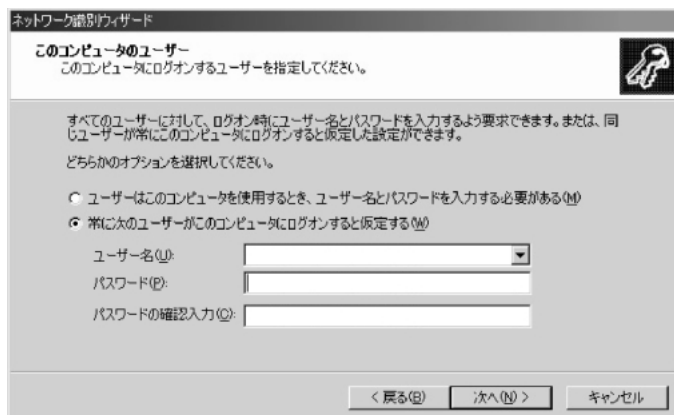 ネットワーク識別ウィザード
このコンピュータのユーザー
このコンピュータにログオンするユーザーを指定してください。
すべてのユーザーに対して、ログオン時にユーザー名とパスワードを入力するよう要求できます。または、同
じユーザーが常にこのコンピュータにログオンすると仮定した設定ができます。
どちらかのオプションを選択してください。
ユーザーはこのコンピュータを使用するとき、ユーザー名とパスワードを入力する必要がある(M)
常に次のユーザーがこのコンピュータにログオンすると仮定する(W)
ユーザー名(U):
パスワード(P):
パスワードの確認入力(C):
< 戻る(B) 次へ(N) > キャンセル